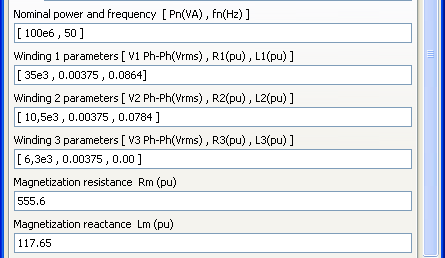 Nominal power and frequency [ Pn(VA) , fn(Hz) ]
[ 100e6 , 50 ]
Winding 1 parameters [ V1 Ph-Ph(Vrms) , R1(pu) , L1(pu) ]
[ 35e3 , 0.00375 , 0.0864]
Winding 2 parameters [ V2 Ph-Ph(Vrms) , R2(pu) , L2(pu) ]
[ 10,5e3 , 0.00375 , 0.0784 ]
Winding 3 parameters [ V3 Ph-Ph(Vrms) , R3(pu) , L3(pu) ]
[ 6,3e3 , 0.00375 , 0.00 ]
Magnetization resistance Rm (pu)
555.6
Magnetization reactance Lm (pu)
117.65